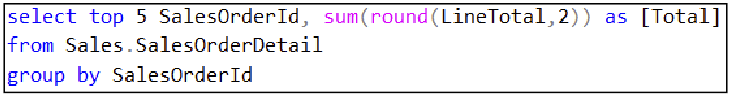 select top 5 SalesOrderId, sum(round(LineTotal,2)) as [Total]
from Sales.SalesOrderDetail
group by SalesOrderId